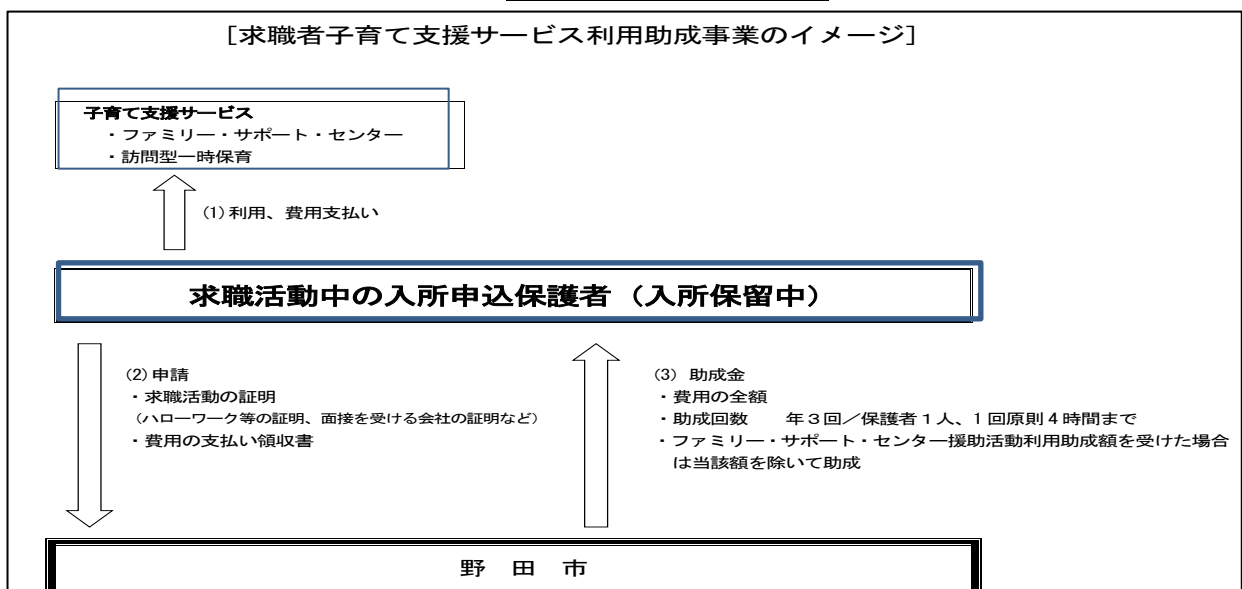 [求職者子育て支援サービス利用助成事業のイメージ]
子育て支援サービス
・ファミリー・サポート・センター
・訪問型一時保育
(1)利用、費用支払い
求職活動中の入所申込保護者(入所保留中)
(2)申請
・求職活動の証明
(ハローワーク等の証明、面接を受ける会社の証明など)
・費用の支払い領収書
(3) 助成金
・費用の全額
・助成回数　　年3回/保護者1人、1回原則4時間まで
・ファミリー・サポート・センター援助活動利用助成額を受けた場合
は当該額を除いて助成
野　田　市